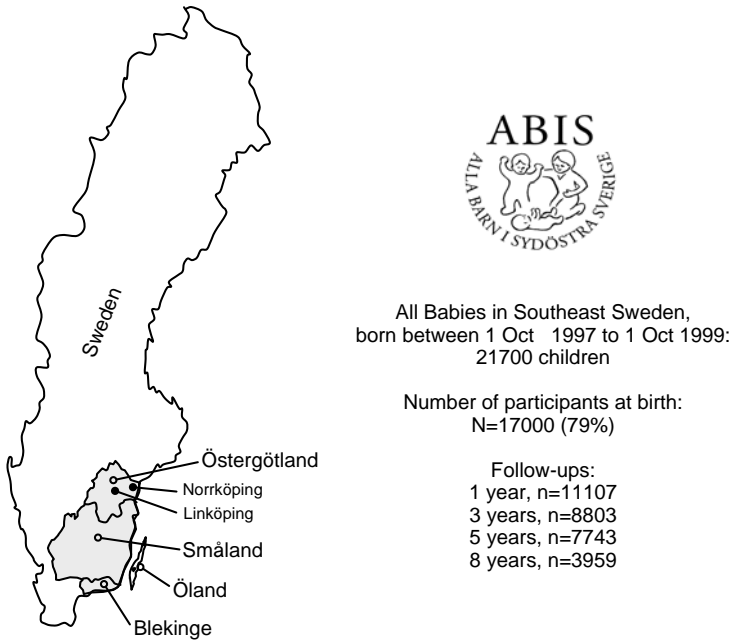 Sweden
Östergötland
Norrköping
Linköping
Småland
Öland
Blekinge
ABIS
ALLA BARN I SYDÖSTRA SVERIGE
All Babies in Southeast Sweden,
born between 1 Oct 1997 to 1 Oct 1999:
21700 children
Number of participants at birth:
N=17000 (79%)
Follow-ups:
1 year, n=11107
3 years, n=8803
5 years, n=7743
8 years, n=3959